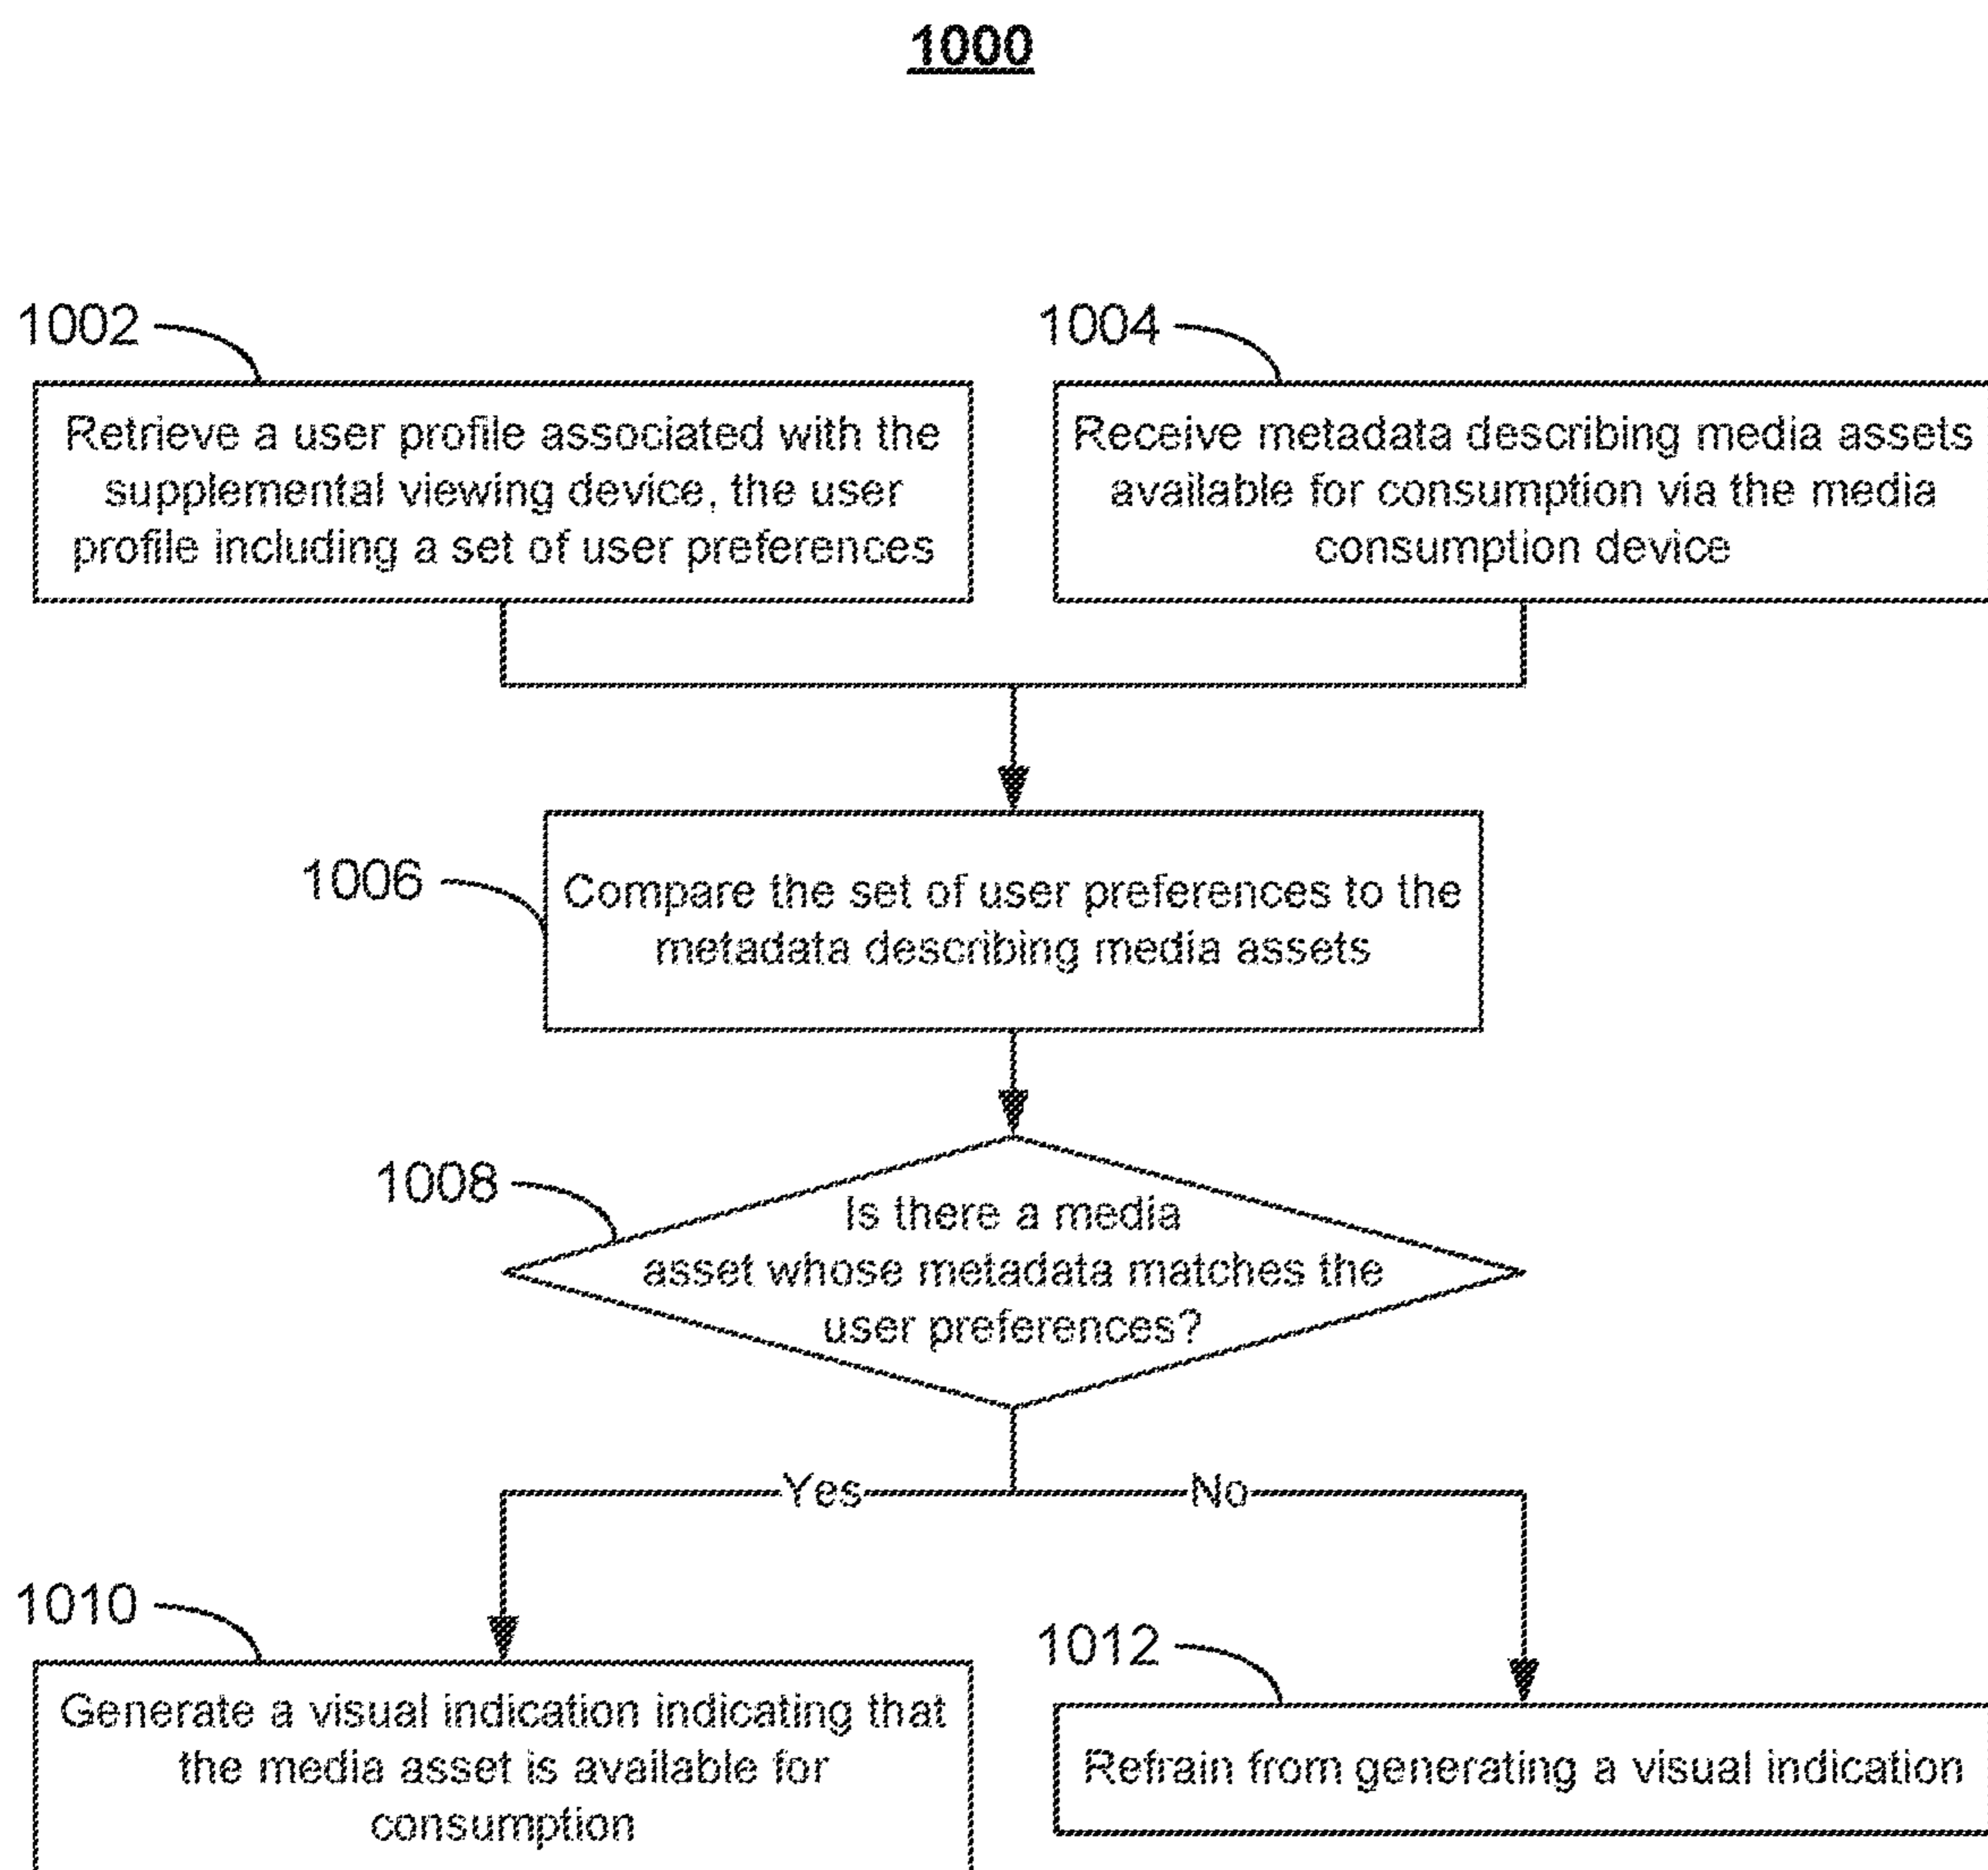 1000
1002
1004
Retrieve a user profile associated with the
supplemental viewing device, the user
profile including a set of user preferences
Receive metadata describing media assets
available for consumption via the media
consumption device
1006
Compare the set of user preferences to the
metadata describing media assets
1008
Is there a media
asset whose metadata matches the
user preferences?
Yes
No
1010
1012
Generate a visual indication indicating that
the media asset is available for
consumption
Refrain from generating a visual indication